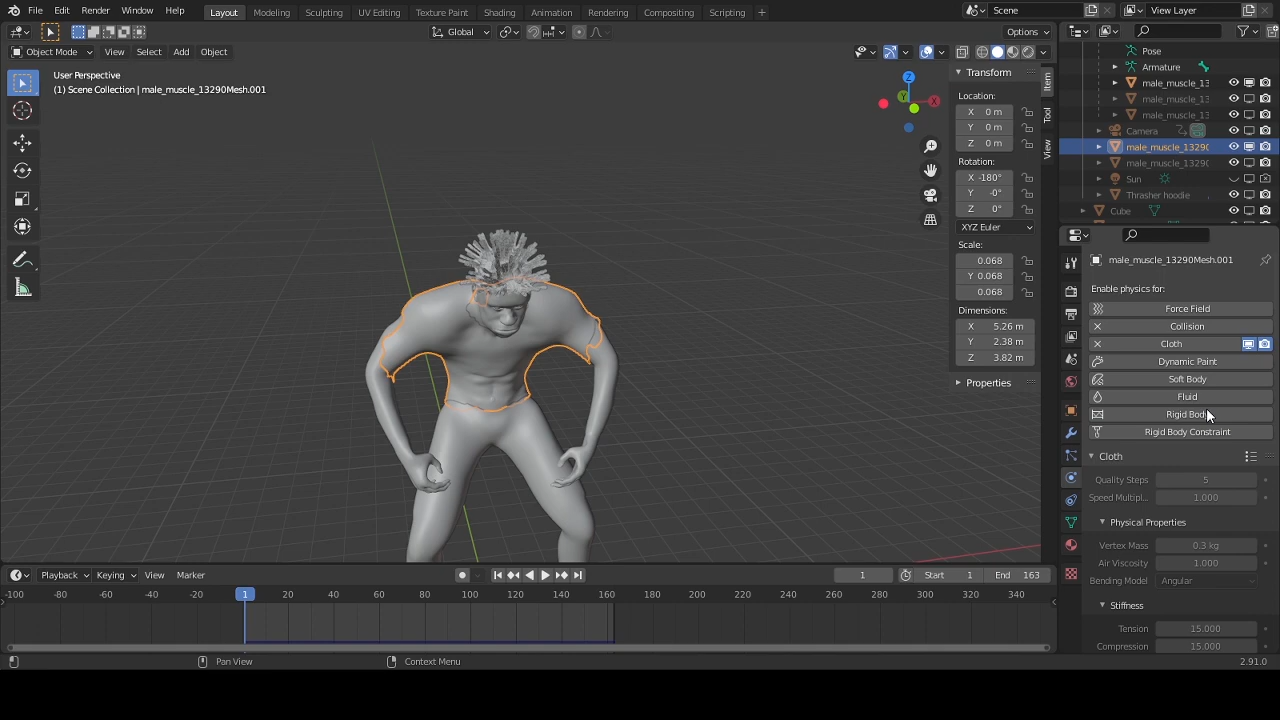 File Edit Render Window Help Layout Modeling Sculpting UV Editing Texture Paint Shading Animation Rendering Compositing Scripting + Scene View Layer
Global Options
Object Mode View Select Add Object
User Perspective
(1) Scene Collection | male_muscle_13290Mesh.001
Z
Y
X
Transform
Location:
X 0 m
Y 0 m
Z 0 m
Rotation:
X -180°
Y -0°
Z 0°
XYZ Euler
Scale:
0.068
Y 0.068
0.068
Dimensions:
X 5.26 m
Y 2.38 m
Z 3.82 m
Properties
Item
Tool
View
Pose
Armature
male_muscle_13
male_muscle_13
male_muscle_13
Camera
male_muscle_1329(
male_muscle_1329(
Sun
Thrasher hoodie
Cube
male_muscle_13290Mesh.001
Enable physics for:
Force Field
Collision
Cloth
Dynamic Paint
Soft Body
Fluid
Rigid Body
Rigid Body Constraint
Cloth
Quality Steps 5
Speed Multipl.. 1.000
Physical Properties
Vertex Mass 0.3 kg
Air Viscosity 1.000
Bending Model Angular
Stiffness
Tension 15.000
Compression 15.000
Playback Keying View Marker 1 Start 1 End 163
-100 -80 -60 -40 -20 1 20 40 60 80 100 120 140 160 180 200 220 240 260 280 300 320 340
Pan View Context Menu 2.91.0